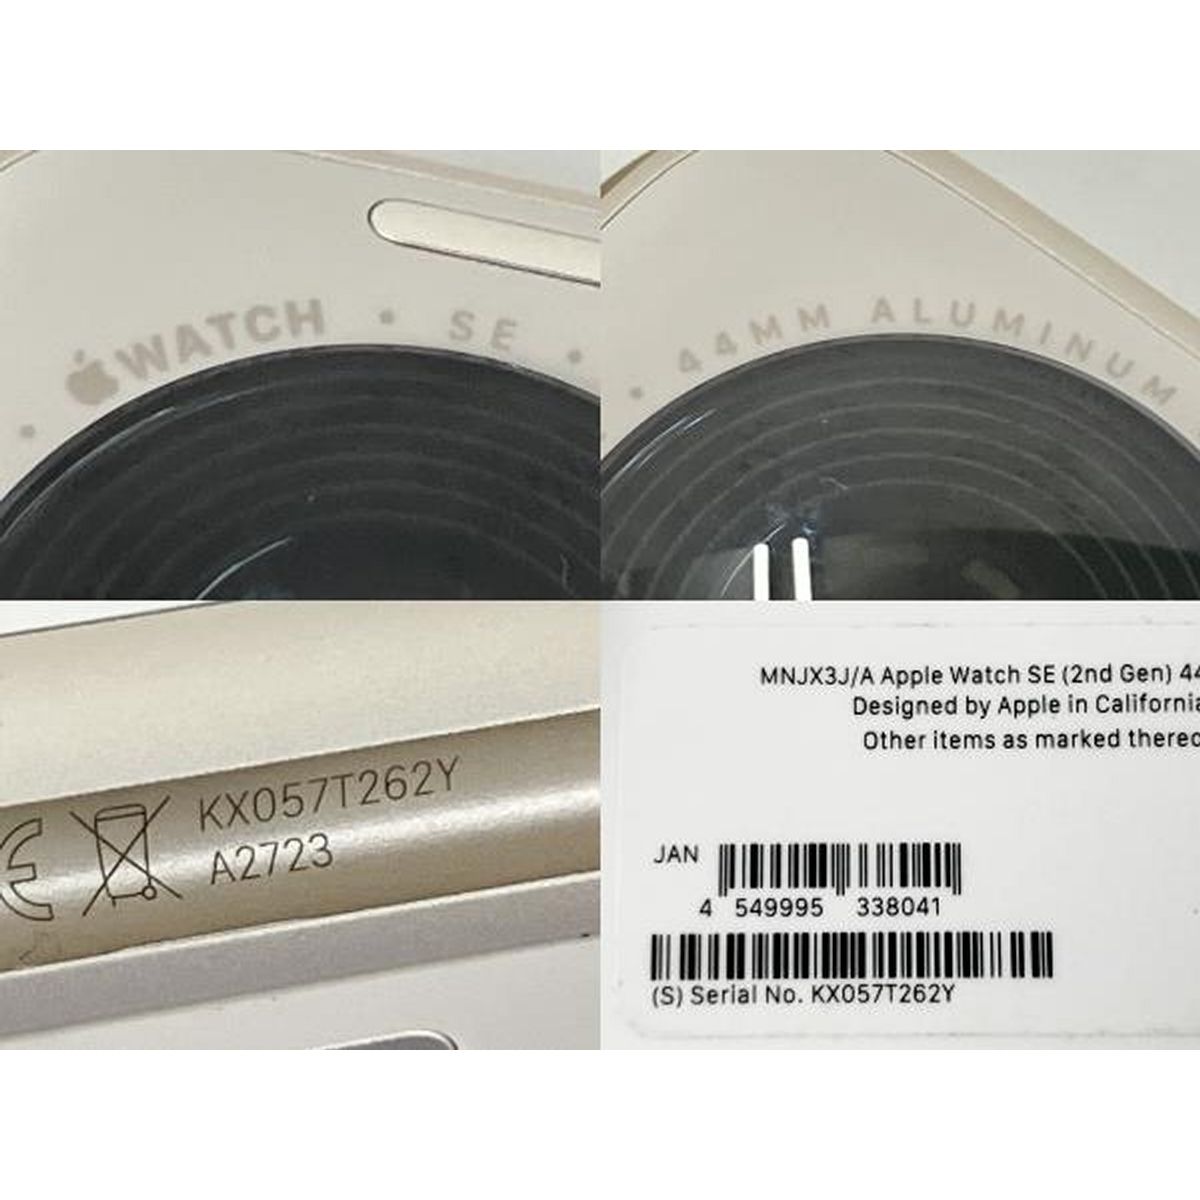 WATCH • SE •
• 44MM ALUMINUM
KX057T262Y
A2723
MNJX3J/A Apple Watch SE (2nd Gen) 44
Designed by Apple in California
Other items as marked thereo
JAN
4 549995 338041
(S) Serial No. KX057T262Y